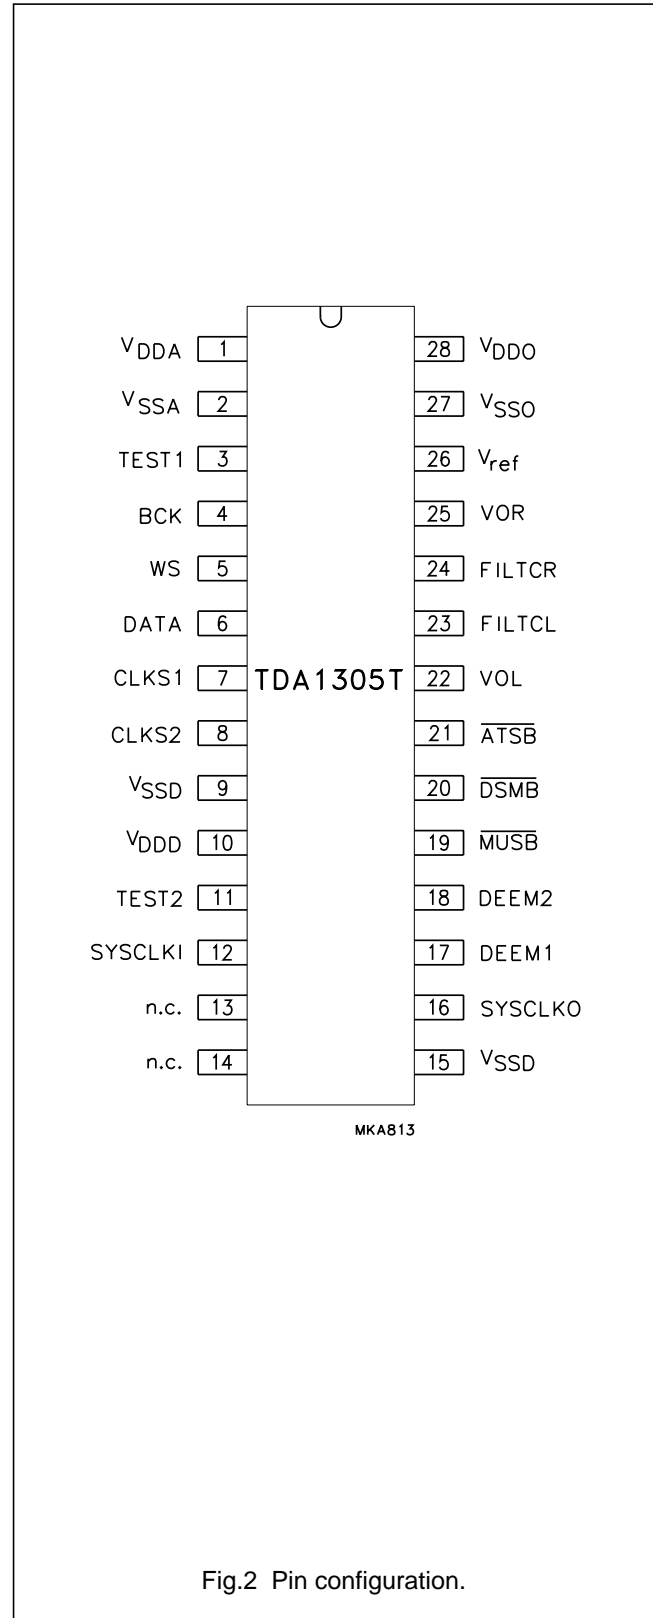 VDDA 1 28 VDDO
VSSA 2 27 VSSO
TEST1 3 26 Vref
BCK 4 25 VOR
WS 5 24 FILTCR
DATA 6 23 FILTCL
CLKS1 7 TDA1305T 22 VOL
CLKS2 8 21 ATSB
VSSD 9 20 DSMB
VDDD 10 19 MUSB
TEST2 11 18 DEEM2
SYSCLKI 12 17 DEEM1
n.c. 13 16 SYSCLKO
n.c. 14 15 VSSD
MKA813
Fig.2 Pin configuration.